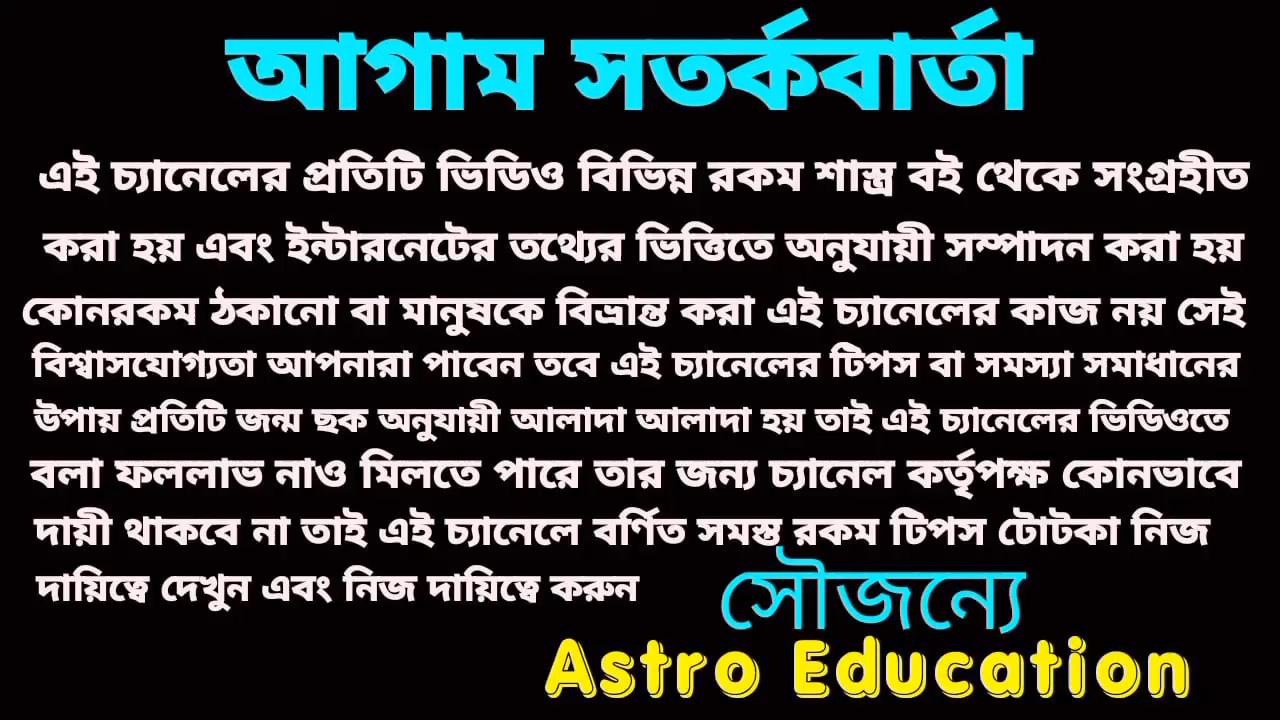 আগাম সতর্কবার্তা
এই চ্যানেলের প্রতিটি ভিডিও বিভিন্ন রকম শাস্ত্র বই থেকে সংগ্রহীত
করা হয় এবং ইন্টারনেটের তথ্যের ভিত্তিতে অনুযায়ী সম্পাদন করা হয়
কোনরকম ঠকানো বা মানুষকে বিভ্রান্ত করা এই চ্যানেলের কাজ নয় সেই
বিশ্বাসযোগ্যতা আপনারা পাবেন তবে এই চ্যানেলের টিপস বা সমস্যা সমাধানের
উপায় প্রতিটি জন্ম ছক অনুযায়ী আলাদা আলাদা হয় তাই এই চ্যানেলের ভিডিওতে
বলা ফললাভ নাও মিলতে পারে তার জন্য চ্যানেল কর্তৃপক্ষ কোনভাবে
দায়ী থাকবে না তাই এই চ্যানেলে বর্ণিত সমস্ত রকম টিপস টোটকা নিজ
দায়িত্বে দেখুন এবং নিজ দায়িত্বে করুন
সৌজন্যে
Astro Education